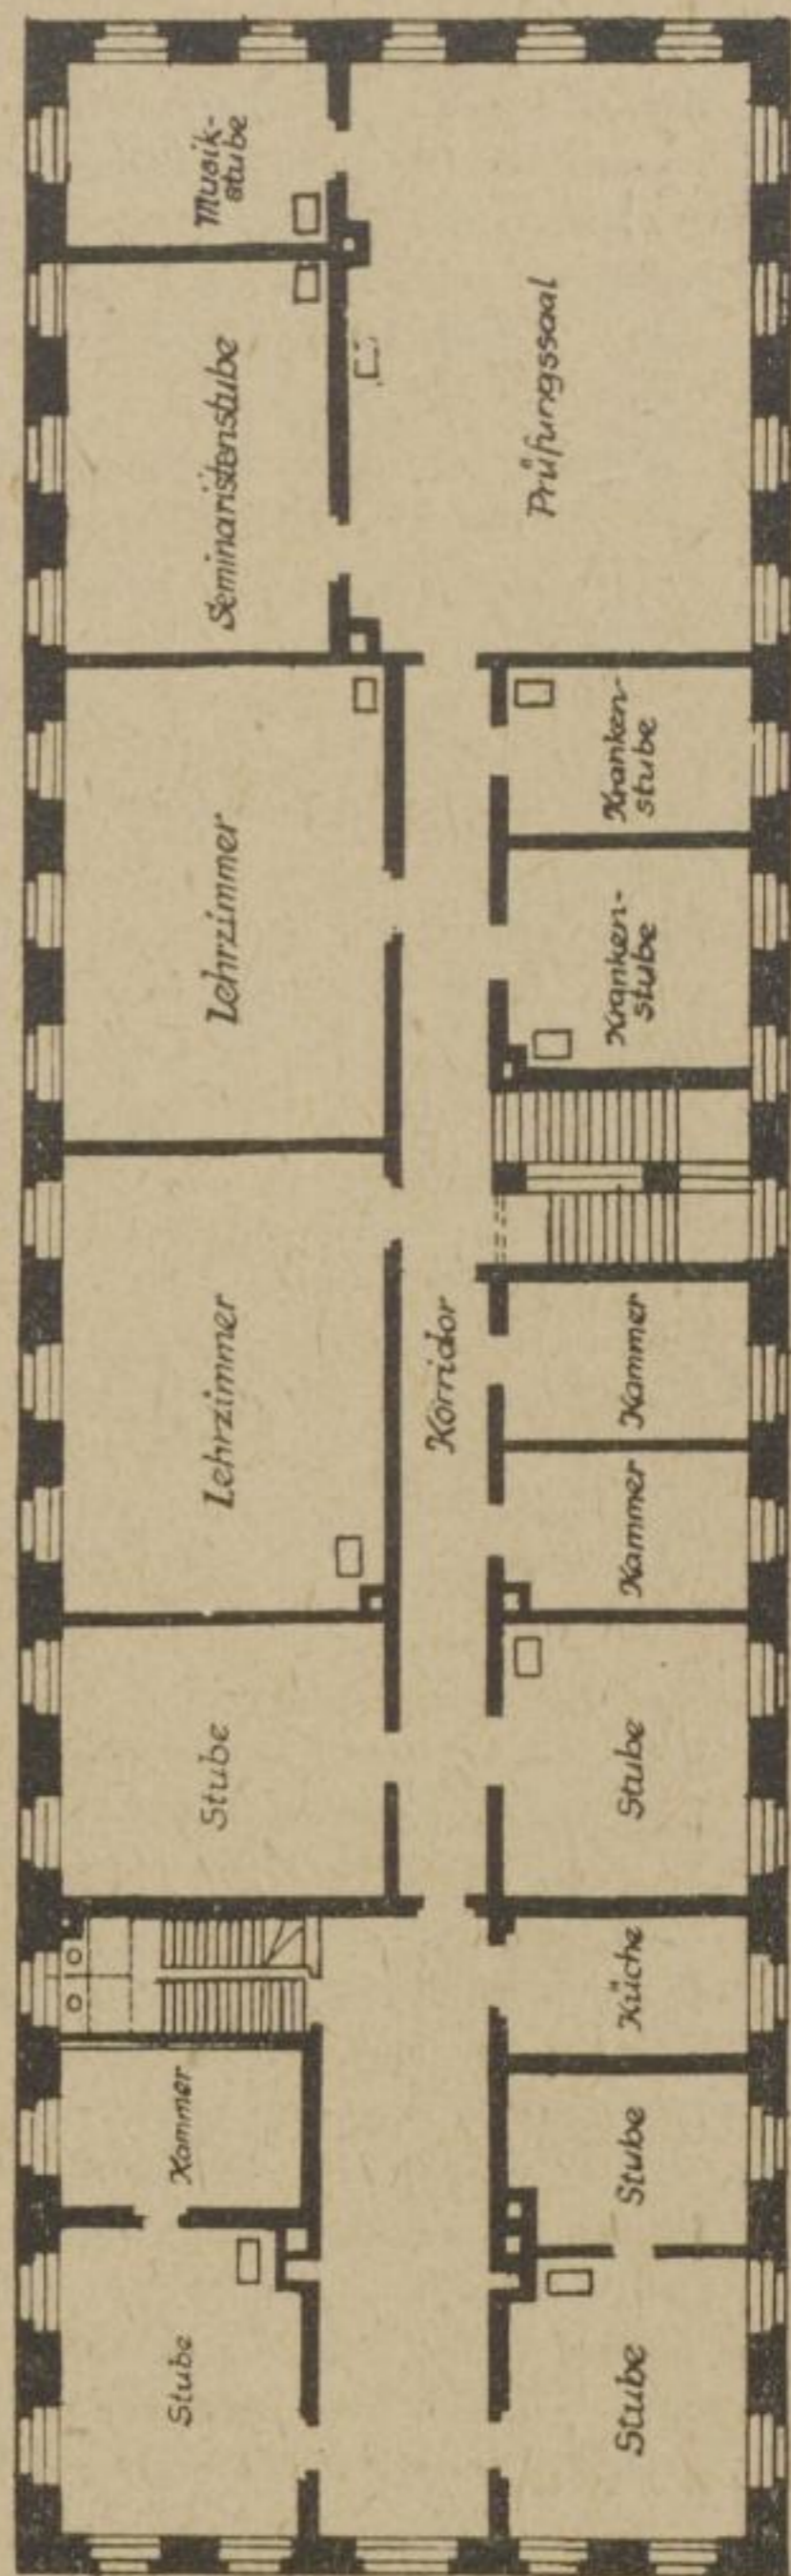 Musik-
stube
Seminaristenstube
Prüfungssaal
Lehrzimmer
Kranken-
stube
Kranken-
stube
Lehrzimmer
Korridor
Kammer
Kammer
Stube
Stube
Küche
Kammer
Stube
Stube
Stube